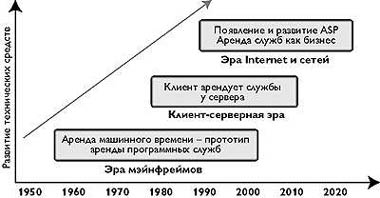 Развитие технических средств
Появление и развитие ASP
Аренда служб как бизнес
Эра Internet и сетей
Клиент арендует службы
у сервера
Клиент-серверная эра
Аренда машинного времени – прототип
аренды программных служб
Эра мэйнфреймов
1950 1960 1970 1980 1990 2000 2010 2020